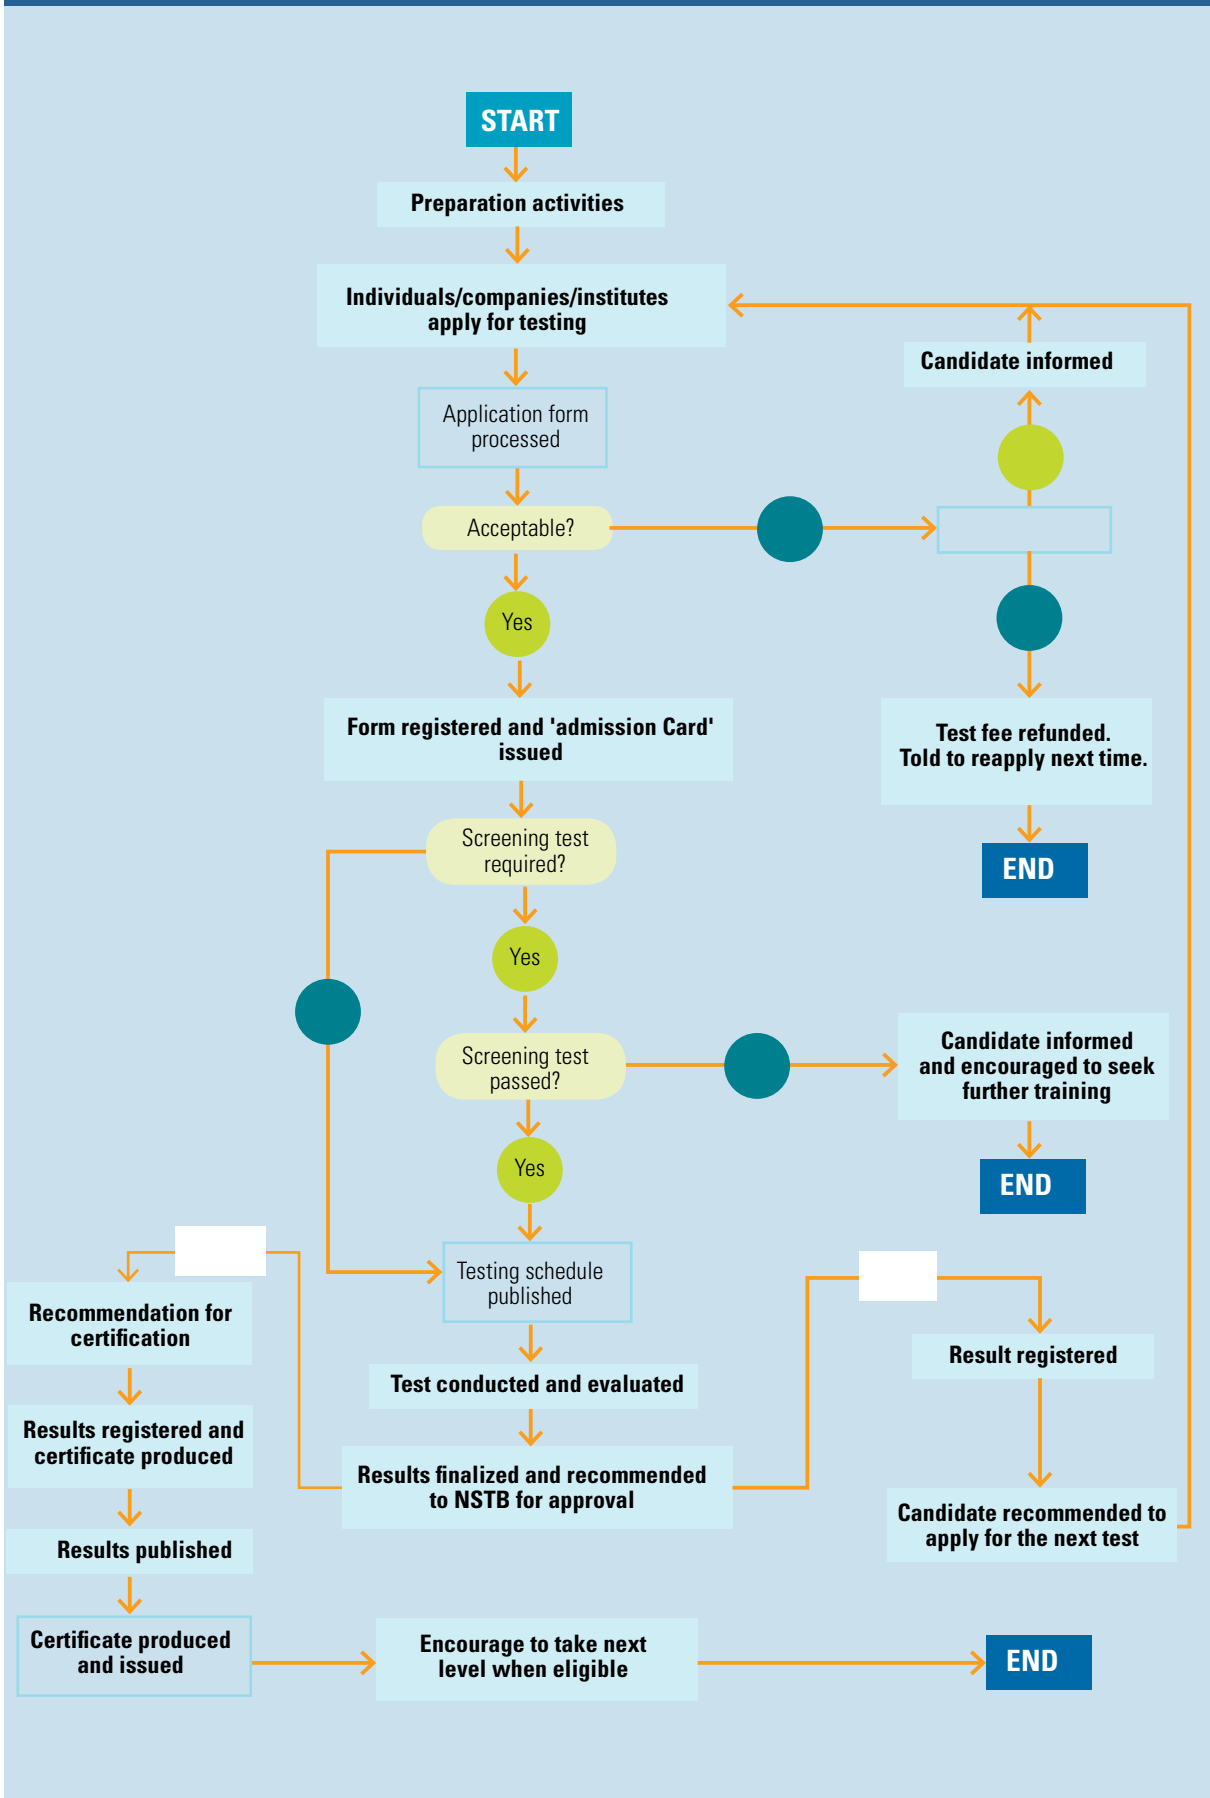 START
Preparation activities
Individuals/companies/institutes
apply for testing
Candidate informed
Application form
processed
Acceptable?
Yes
Form registered and 'admission Card'
issued
Test fee refunded.
Told to reapply next time.
END
Screening test
required?
Yes
Screening test
passed?
Candidate informed
and encouraged to seek
further training
Yes
END
Testing schedule
published
Recommendation for
certification
Result registered
Test conducted and evaluated
Results registered and
certificate produced
Results finalized and recommended
to NSTB for approval
Candidate recommended to
apply for the next test
Results published
Certificate produced
and issued
Encourage to take next
level when eligible
END